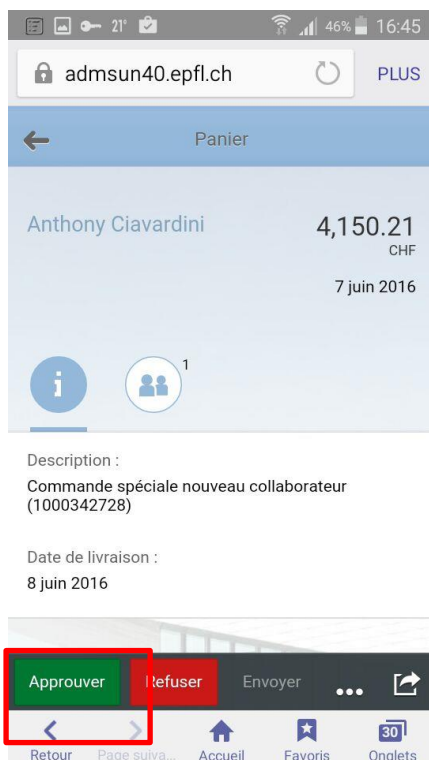 21° 46% 16:45
admsun40.epfl.ch PLUS
Panier
Anthony Ciavardini 4,150.21
CHF
7 juin 2016
i 1
Description :
Commande spéciale nouveau collaborateur
(1000342728)
Date de livraison :
8 juin 2016
Approuver Refuser Envoyer ...
30
Retour Page suiva... Accueil Favoris Onglets